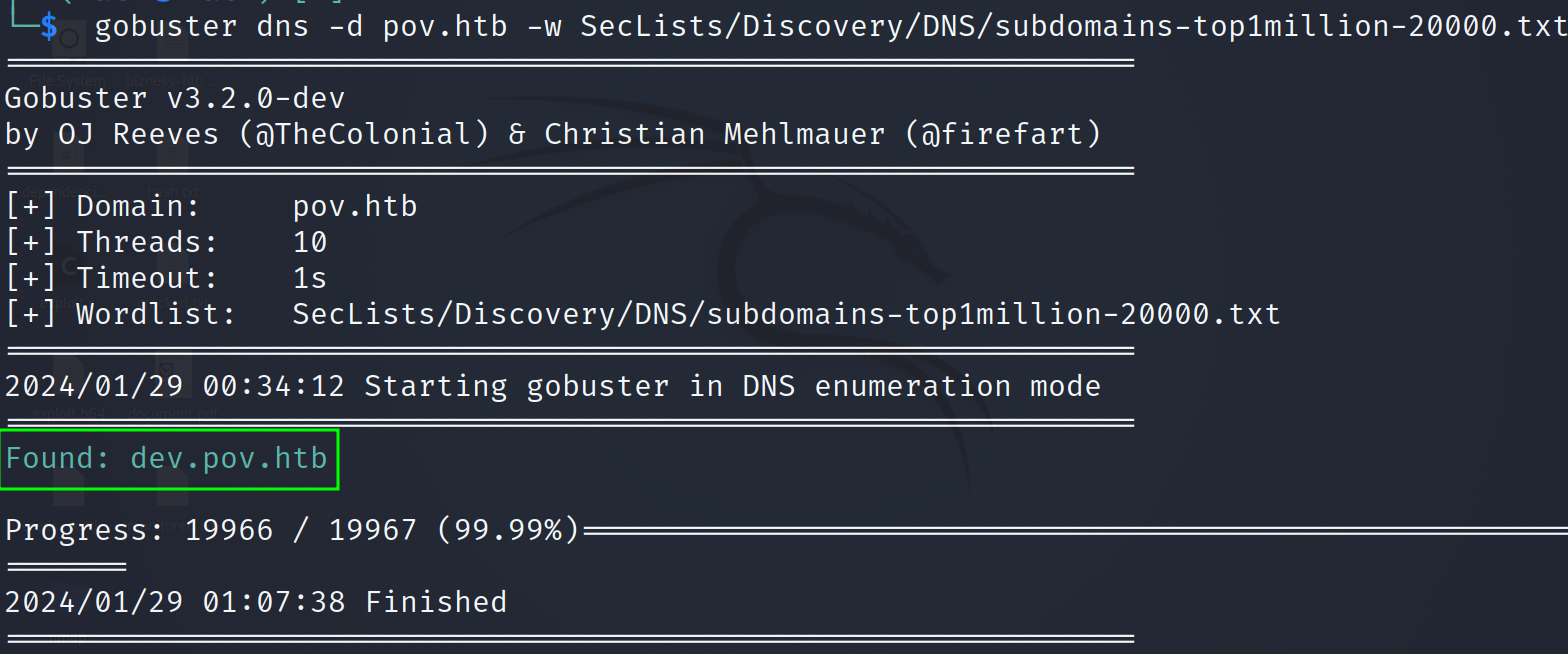 └─$ gobuster dns -d pov.htb -w SecLists/Discovery/DNS/subdomains-top1million-20000.txt
Gobuster v3.2.0-dev
by OJ Reeves (@TheColonial) & Christian Mehlmauer (@firefart)
[+] Domain: pov.htb
[+] Threads: 10
[+] Timeout: 1s
[+] Wordlist: SecLists/Discovery/DNS/subdomains-top1million-20000.txt
2024/01/29 00:34:12 Starting gobuster in DNS enumeration mode
Found: dev.pov.htb
Progress: 19966 / 19967 (99.99%)
2024/01/29 01:07:38 Finished